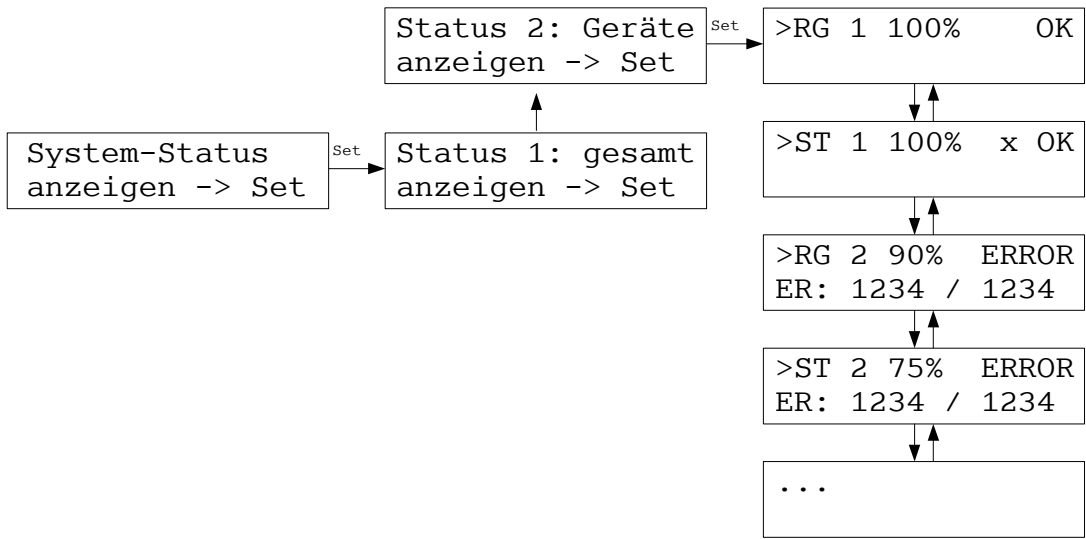 Status 2: Geräte
anzeigen -> Set
Set
>RG 1 100% OK
System-Status
anzeigen -> Set
Set
Status 1: gesamt
anzeigen -> Set
>ST 1 100% x OK
>RG 2 90% ERROR
ER: 1234 / 1234
>ST 2 75% ERROR
ER: 1234 / 1234
...